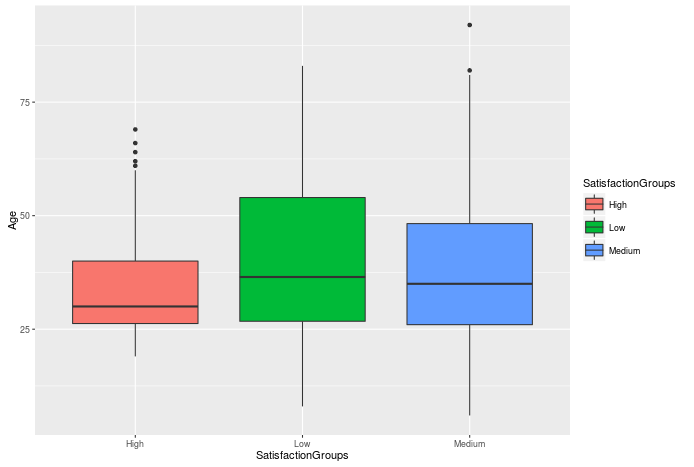 75
50
25
Age
High
Low
Medium
SatisfactionGroups
SatisfactionGroups
High
Low
Medium